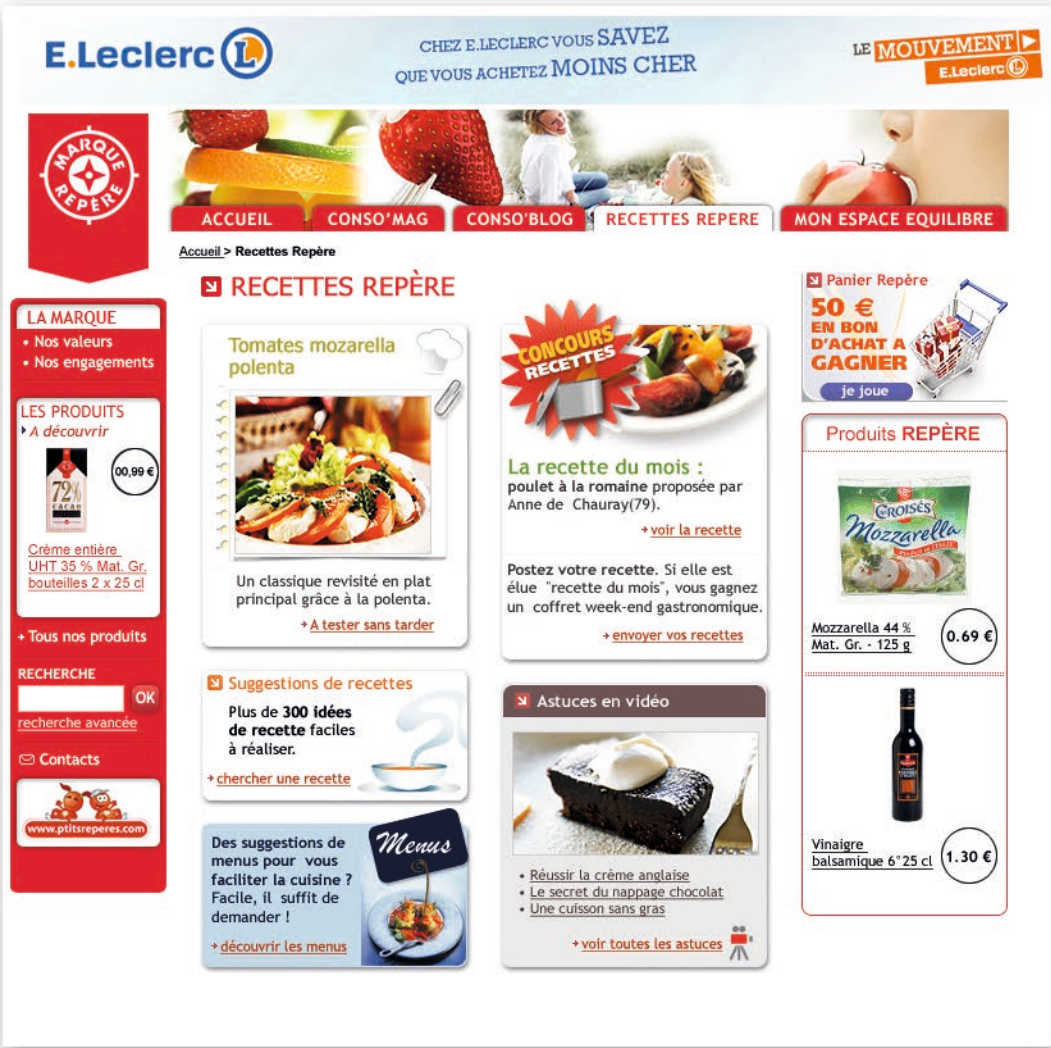 E.Leclerc L
CHEZ E.LECLERC VOUS SAVEZ
QUE VOUS ACHETEZ MOINS CHER
LE MOUVEMENT
E.Leclerc L
MARQUE
REPÈRE
ACCUEIL
CONSO'MAG
CONSO'BLOG
RECETTES REPERE
MON ESPACE EQUILIBRE
Accueil > Recettes Repère
LA MARQUE
• Nos valeurs
• Nos engagements
LES PRODUITS
A découvrir
00,99 €
72%
cacao
Crème entière
UHT 35 % Mat. Gr.
bouteilles 2 x 25 cl
Tous nos produits
RECHERCHE
OK
recherche avancée
Contacts
www.ptitsreperes.com
RECETTES REPÈRE
Tomates mozarella
polenta
Un classique revisité en plat
principal grâce à la polenta.
A tester sans tarder
Suggestions de recettes
Plus de 300 idées
de recette faciles
à réaliser.
chercher une recette
Des suggestions de
menus pour vous
faciliter la cuisine ?
Facile, il suffit de
demander !
découvrir les menus
Menus
CONCOURS
RECETTES
La recette du mois :
poulet à la romaine proposée par
Anne de Chauray(79).
voir la recette
Postez votre recette. Si elle est
élue "recette du mois", vous gagnez
un coffret week-end gastronomique.
envoyer vos recettes
Astuces en vidéo
• Réussir la crème anglaise
• Le secret du nappage chocolat
• Une cuisson sans gras
voir toutes les astuces
Panier Repère
50 €
EN BON
D'ACHAT A
GAGNER
je joue
Produits REPÈRE
LES CROISÉS
Mozzarella
Mozzarella 44 %
Mat. Gr. - 125 g
0.69 €
Vinaigre
balsamique 6°25 cl
1.30 €